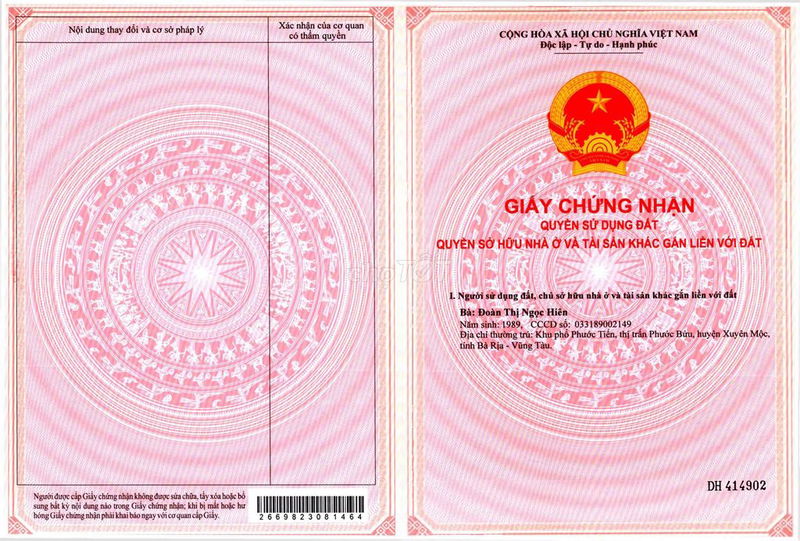 Nội dung thay đổi và cơ sở pháp lý
Xác nhận của cơ quan
có thẩm quyền
Người được cấp Giấy chứng nhận không được sửa chữa, tẩy xóa hoặc bổ
sung bất kỳ nội dung nào trong Giấy chứng nhận; khi bị mất hoặc hư
hỏng Giấy chứng nhận phải khai báo ngay với cơ quan cấp Giấy.
2669823081464
CỘNG HÒA XÃ HỘI CHỦ NGHĨA VIỆT NAM
Độc lập - Tự do - Hạnh phúc
GIẤY CHỨNG NHẬN
QUYỀN SỬ DỤNG ĐẤT
QUYỀN SỞ HỮU NHÀ Ở VÀ TÀI SẢN KHÁC GẮN LIỀN VỚI ĐẤT
I. Người sử dụng đất, chủ sở hữu nhà ở và tài sản khác gắn liền với đất
Bà: Đoàn Thị Ngọc Hiên
Năm sinh: 1989, CCCD số: 033189002149
Địa chỉ thường trú: Khu phố Phước Tiến, thị trấn Phước Bửu, huyện Xuyên Mộc,
tỉnh Bà Rịa - Vũng Tàu.
DH 414902